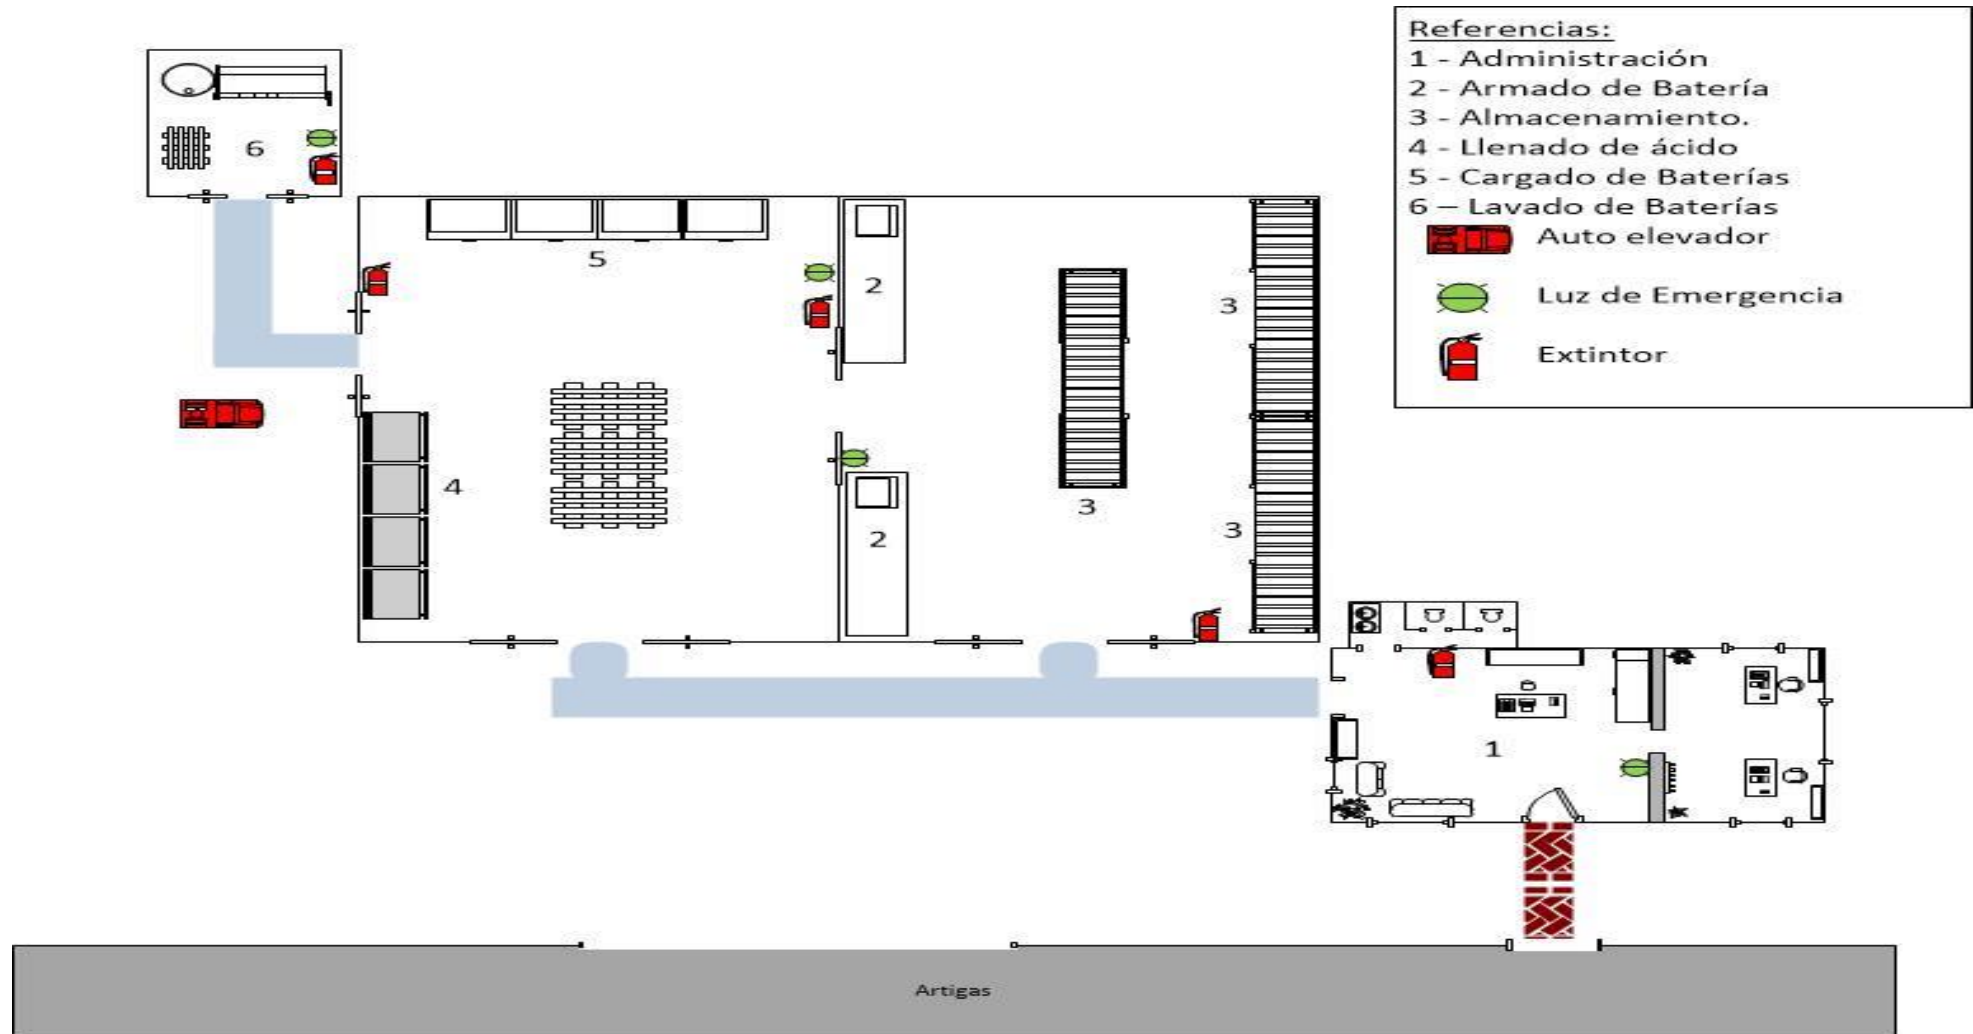 Referencias:
1 - Administración
2 - Armado de Batería
3 - Almacenamiento.
4 - Llenado de ácido
5 - Cargado de Baterías
6 – Lavado de Baterías
Auto elevador
Luz de Emergencia
Extintor
6
5
2
3
4
3
2
3
1
Artigas